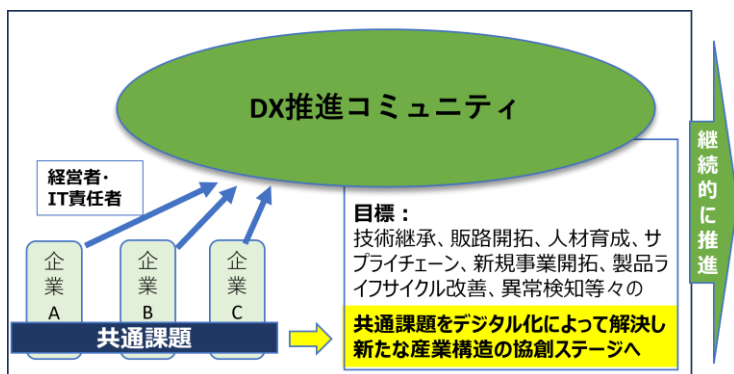 DX推進コミュニティ
経営者・
IT責任者
企業A
企業B
企業C
共通課題
目標：
技術継承、販路開拓、人材育成、サ
プライチェーン、新規事業開拓、製品ラ
イフサイクル改善、異常検知等々の
共通課題をデジタル化によって解決し
新たな産業構造の協創ステージへ
継続的に推進